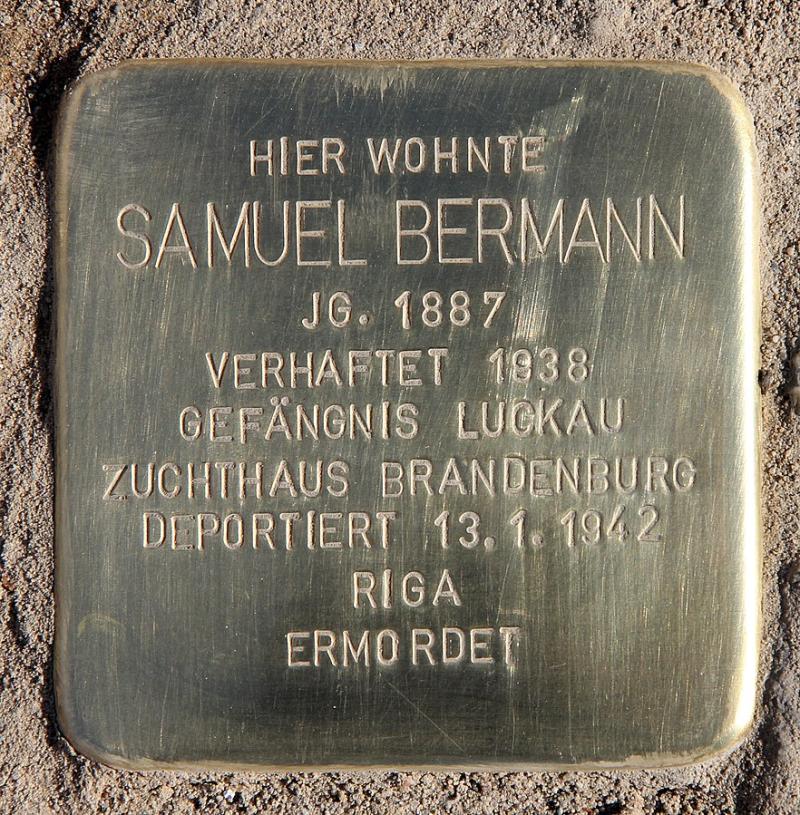 HIER WOHNTE
SAMUEL BERMANN
JG. 1887
VERHAFTET 1938
GEFÄNGNIS LUCKAU
ZUCHTHAUS BRANDENBURG
DEPORTIERT 13.1.1942
RIGA
ERMORDET